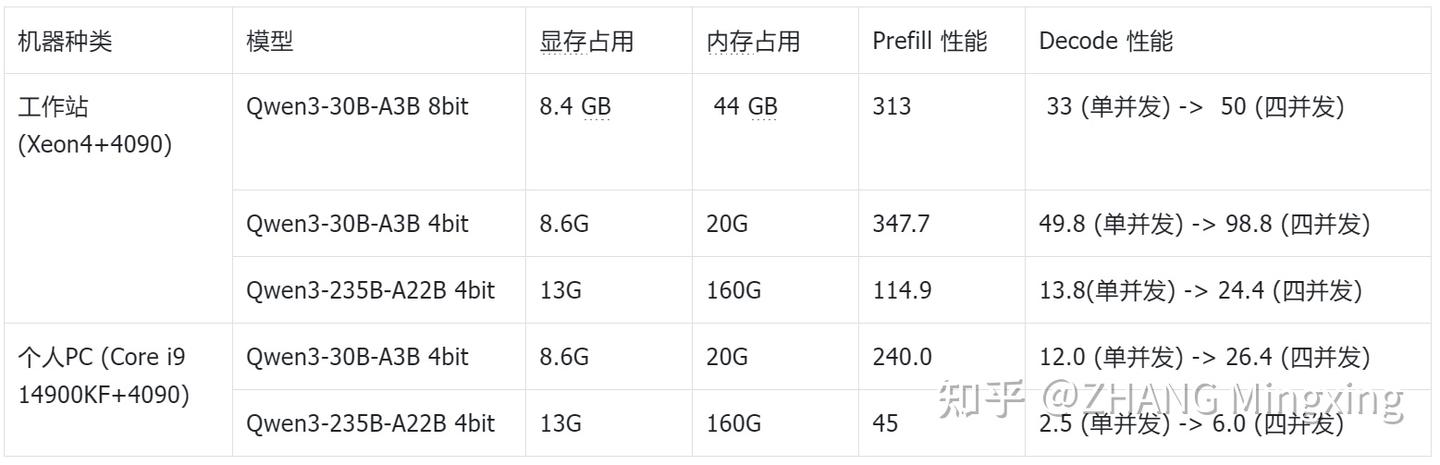 机器种类 模型 显存占用 内存占用 Prefill 性能 Decode 性能
工作站 Qwen3-30B-A3B 8bit 8.4 GB 44 GB 313 33 (单并发) -> 50 (四并发)
(Xeon4+4090)
Qwen3-30B-A3B 4bit 8.6G 20G 347.7 49.8 (单并发) -> 98.8 (四并发)
Qwen3-235B-A22B 4bit 13G 160G 114.9 13.8(单并发) -> 24.4 (四并发)
个人PC (Core i9 Qwen3-30B-A3B 4bit 8.6G 20G 240.0 12.0 (单并发) -> 26.4 (四并发)
14900KF+4090)
知乎 @ZHANG Mingxing
Qwen3-235B-A22B 4bit 13G 160G 45 2.5 (单并发) -> 6.0 (四并发)